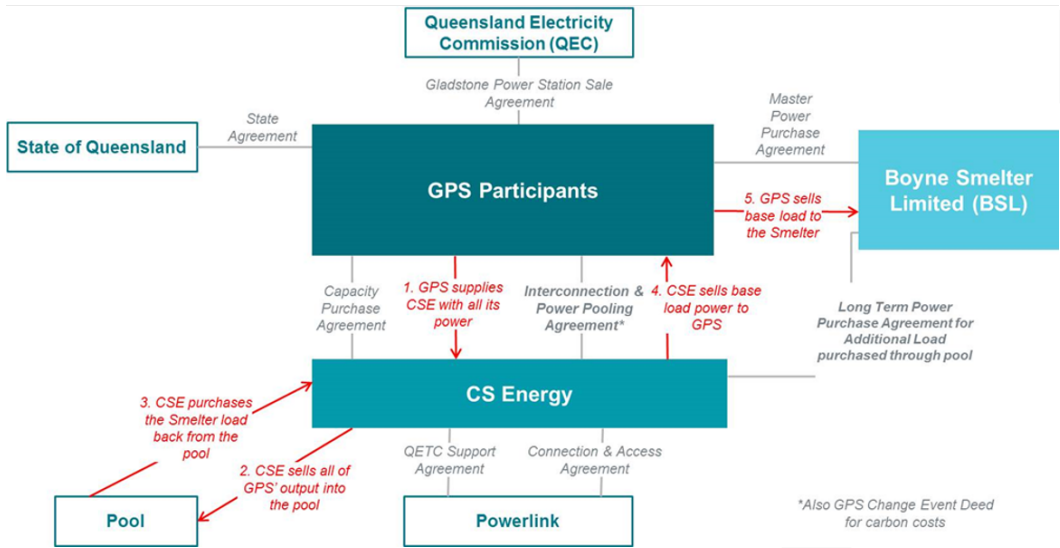 Queensland Electricity
Commission (QEC)
Gladstone Power Station Sale
Agreement
State
Agreement
Master
Power
Purchase
Agreement
State of Queensland
GPS Participants
Boyne Smelter
Limited (BSL)
5. GPS sells
base load to
the Smelter
Capacity
Purchase
Agreement
1. GPS supplies
CSE with all its
power
Interconnection &
Power Pooling
Agreement*
4. CSE sells base
load power to
GPS
Long Term Power
Purchase Agreement for
Additional Load
purchased through pool
CS Energy
3. CSE purchases
the Smelter load
back from the
pool
2. CSE sells all of
GPS' output into
the pool
QETC Support
Agreement
Connection & Access
Agreement
Pool
Powerlink
*Also GPS Change Event Deed
for carbon costs